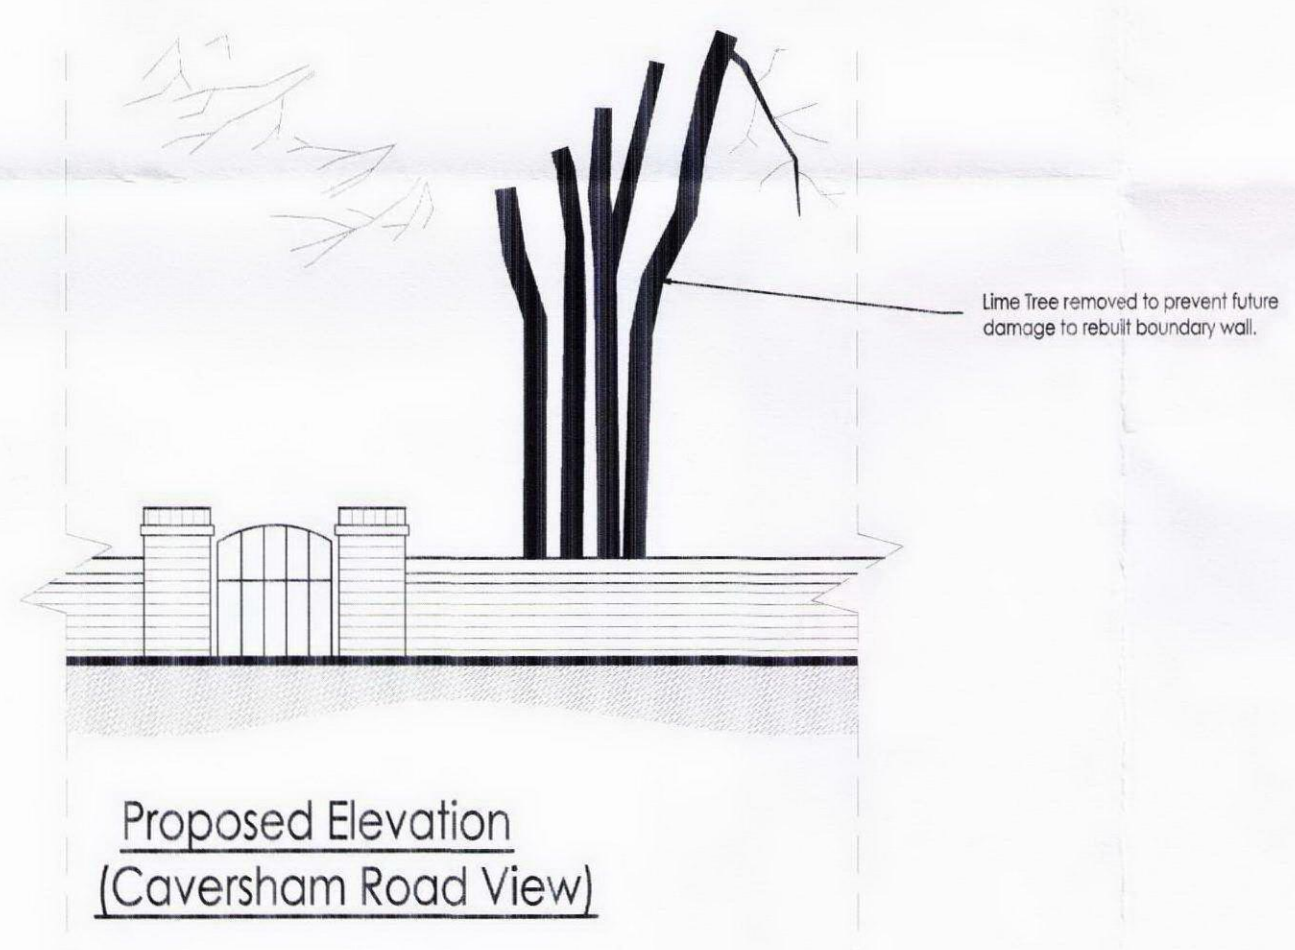 Lime Tree removed to prevent future
damage to rebuilt boundary wall.
Proposed Elevation
(Caversham Road View)